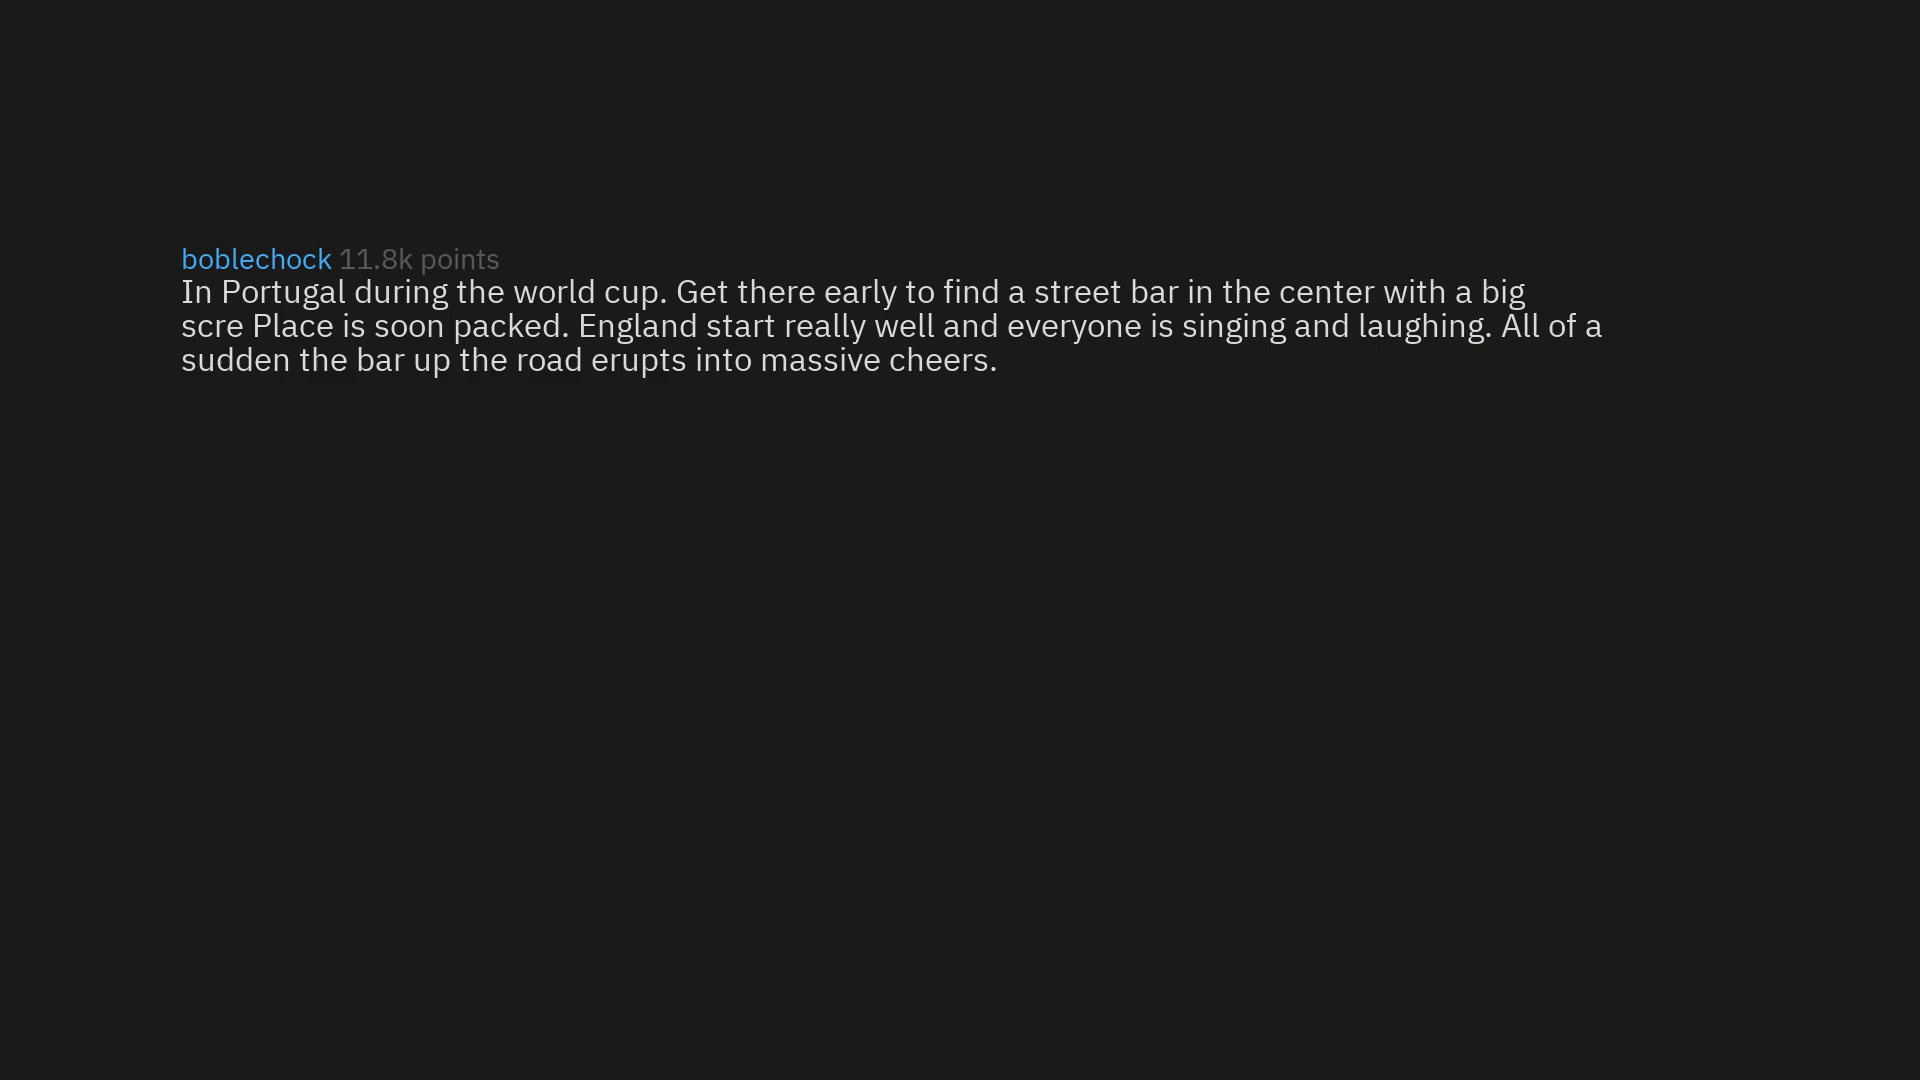 boblechock 11.8k points
In Portugal during the world cup. Get there early to find a street bar in the center with a big
scre Place is soon packed. England start really well and everyone is singing and laughing. All of a
sudden the bar up the road erupts into massive cheers.